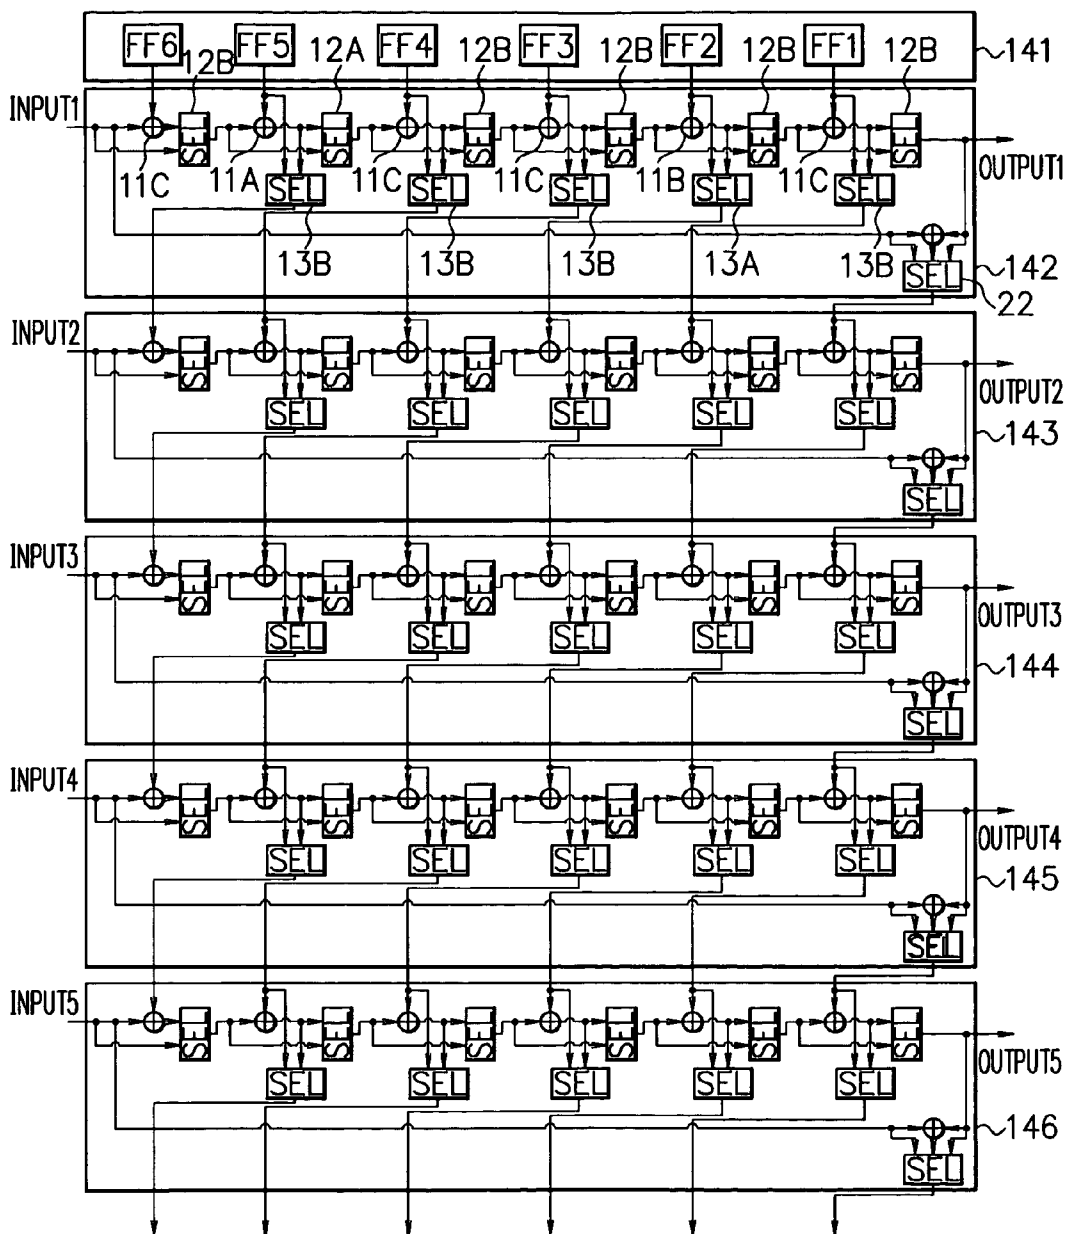 FF6 FF5 FF4 FF3 FF2 FF1 141
12B 12A 12B 12B 12B 12B
INPUT1
SEL SEL SEL SEL SEL SEL
OUTPUT1
11C 11A 11C 11C 11B 11C
SEL SEL SEL SEL SEL
13B 13B 13B 13A 13B
SEL 142
22
INPUT2
SEL SEL SEL SEL SEL SEL
OUTPUT2
SEL SEL SEL SEL SEL
143
SEL
INPUT3
SEL SEL SEL SEL SEL SEL
OUTPUT3
SEL SEL SEL SEL SEL
144
SEL
INPUT4
SEL SEL SEL SEL SEL SEL
OUTPUT4
SEL SEL SEL SEL SEL
145
SEL
INPUT5
SEL SEL SEL SEL SEL SEL
OUTPUT5
SEL SEL SEL SEL SEL
146
SEL